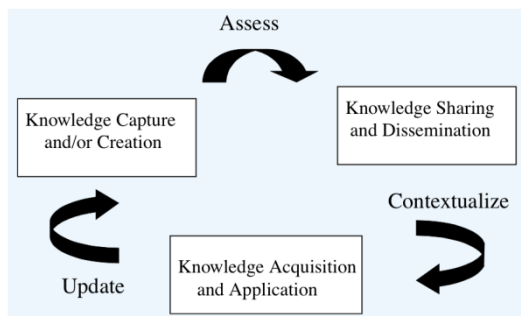 Assess
Knowledge Capture
and/or Creation
Knowledge Sharing
and Dissemination
Contextualize
Knowledge Acquisition
and Application
Update